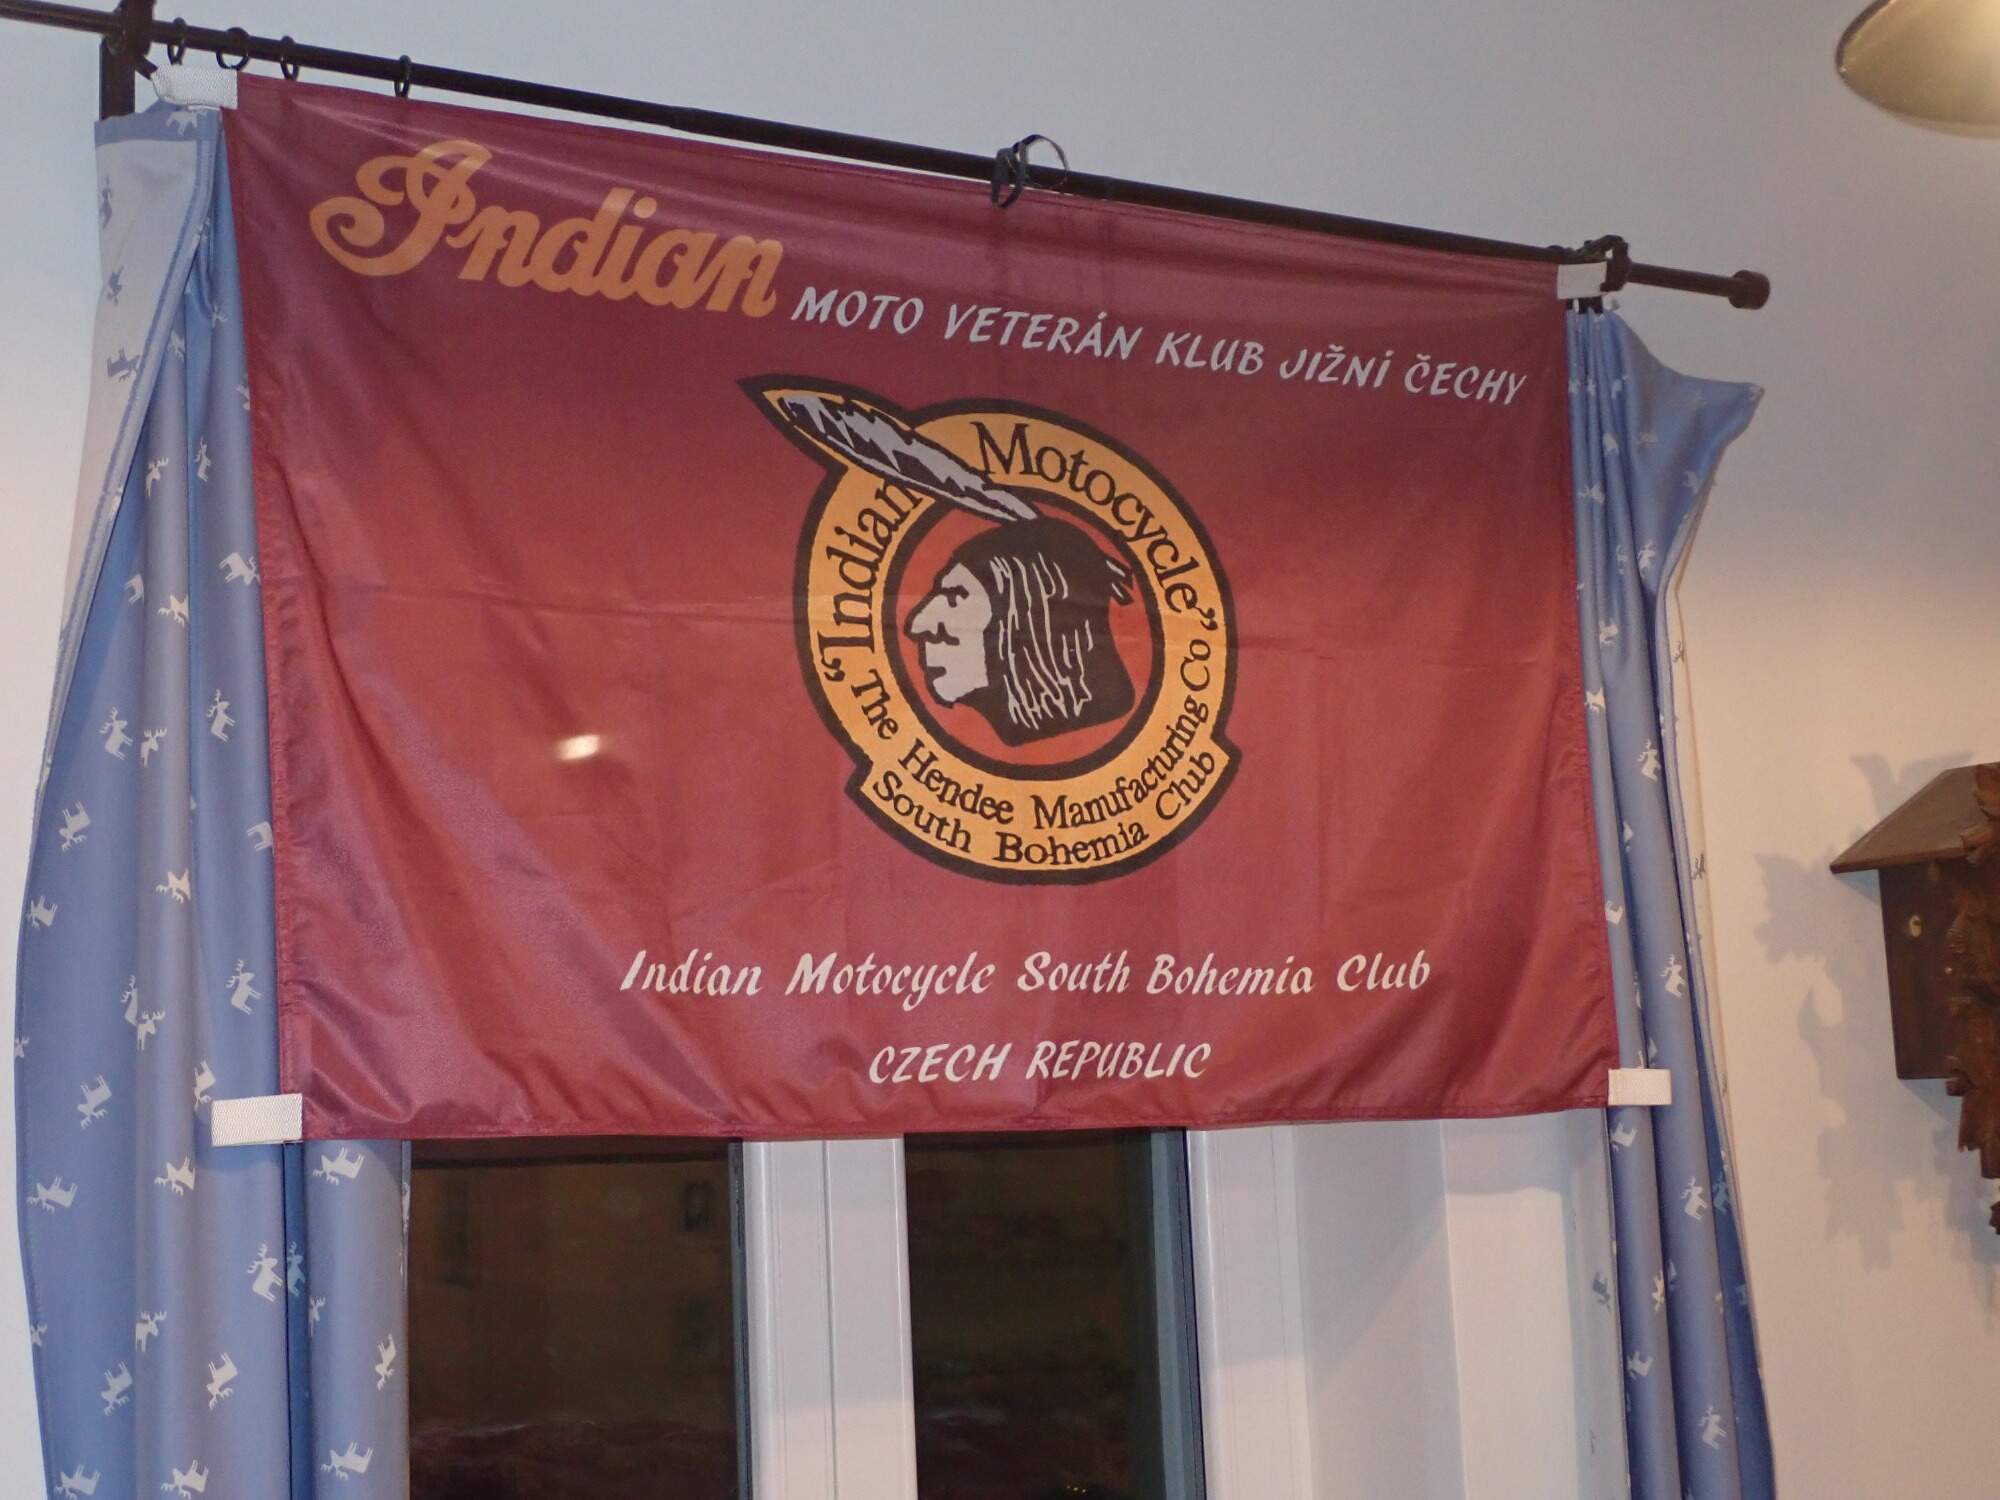 Indian MOTO VETERÁN KLUB JIŽNÍ ČECHY
"Indian Motocycle"
The Hendee Manufacturing Co
South Bohemia Club
Indian Motocycle South Bohemia Club
CZECH REPUBLIC